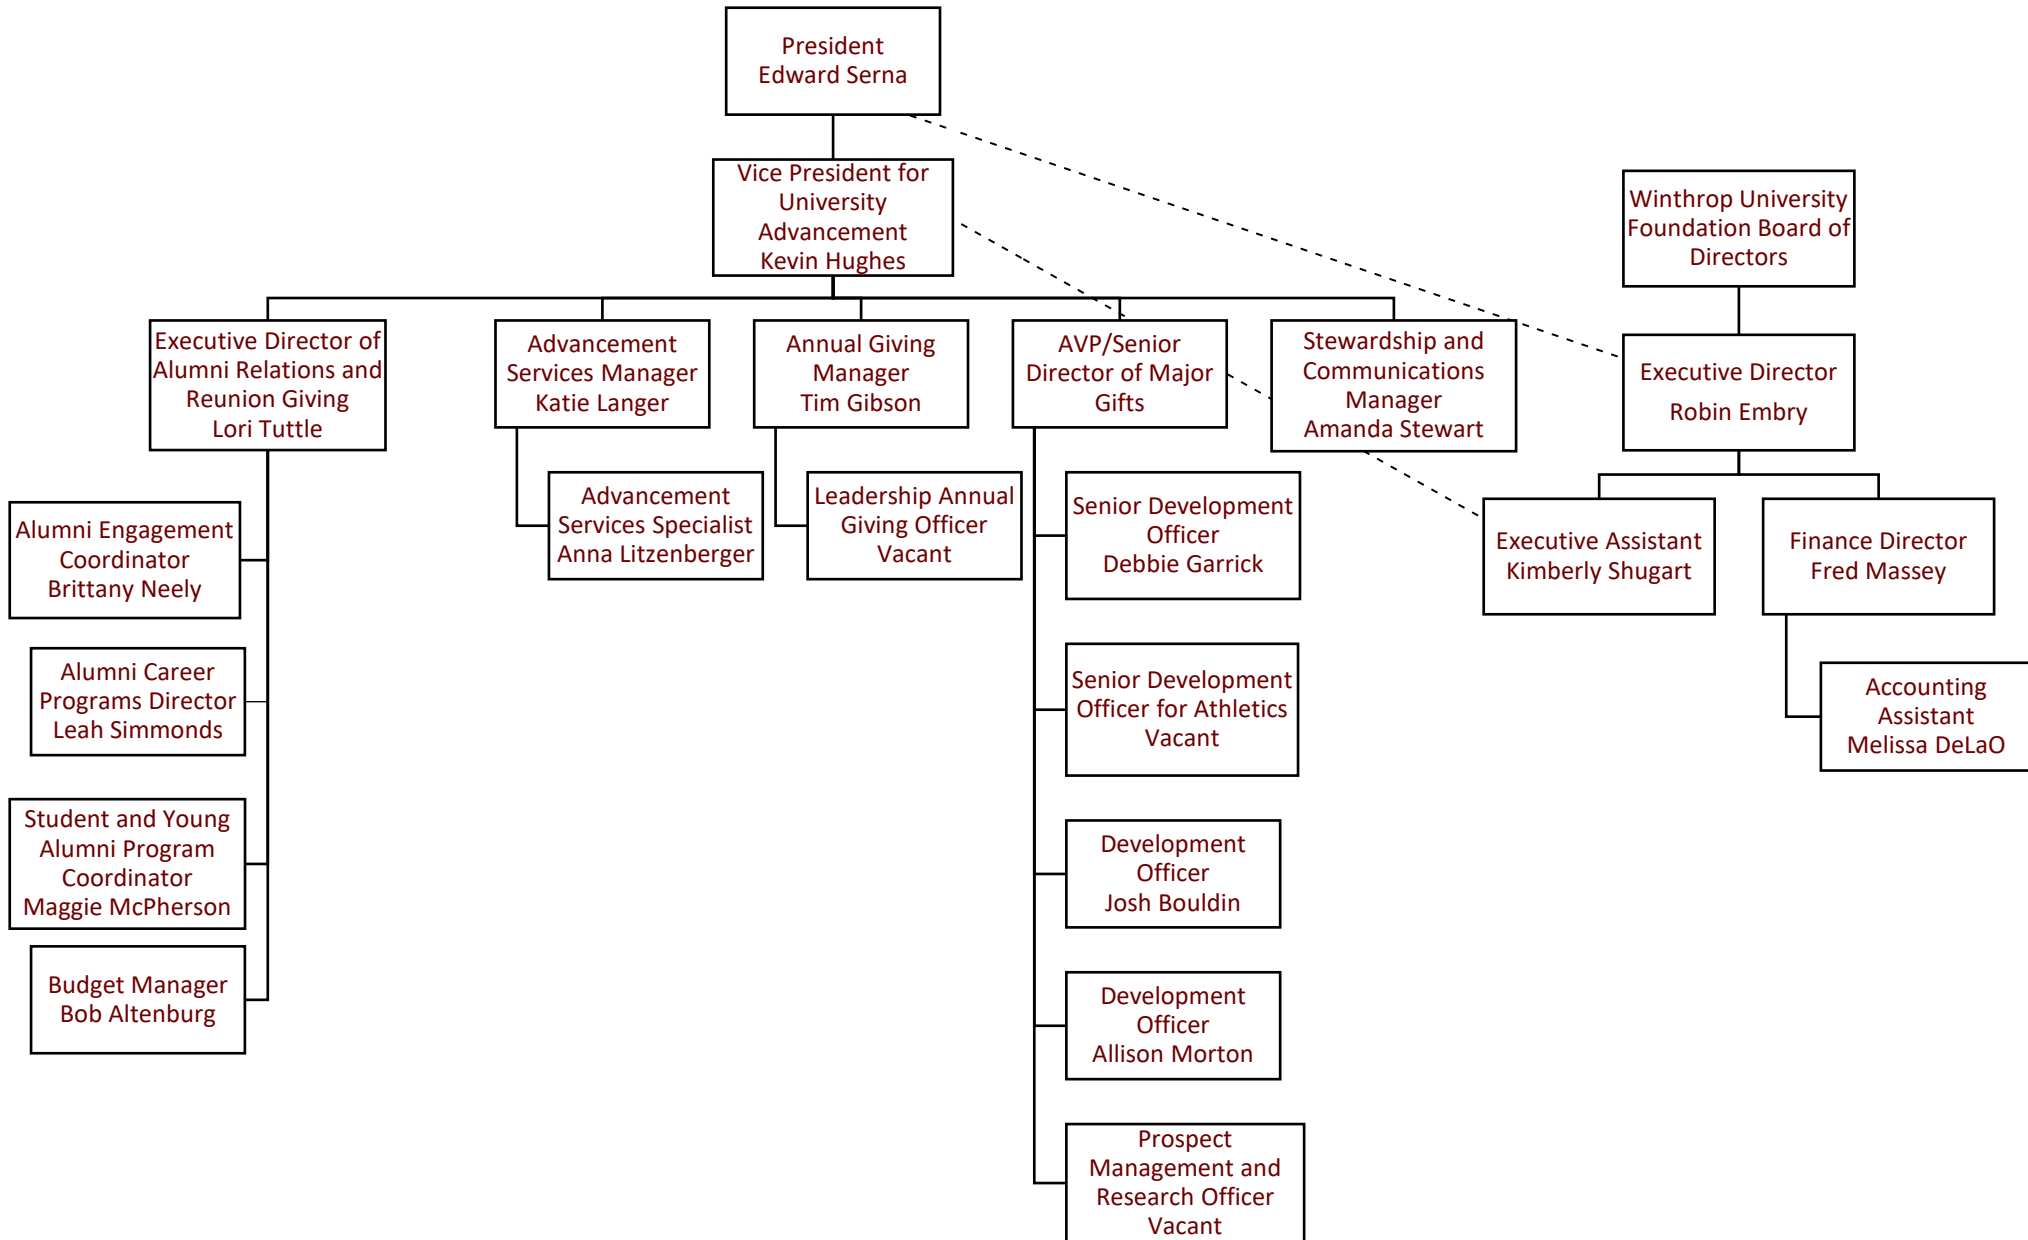 President
Edward Serna
Vice President for
University
Advancement
Kevin Hughes
Winthrop University
Foundation Board of
Directors
Executive Director of
Alumni Relations and
Reunion Giving
Lori Tuttle
Advancement
Services Manager
Katie Langer
Annual Giving
Manager
Tim Gibson
AVP/Senior
Director of Major
Gifts
Stewardship and
Communications
Manager
Amanda Stewart
Executive Director
Robin Embry
Alumni Engagement
Coordinator
Brittany Neely
Advancement
Services Specialist
Anna Litzenberger
Leadership Annual
Giving Officer
Vacant
Senior Development
Officer
Debbie Garrick
Executive Assistant
Kimberly Shugart
Finance Director
Fred Massey
Alumni Career
Programs Director
Leah Simmonds
Senior Development
Officer for Athletics
Vacant
Accounting
Assistant
Melissa DeLaO
Student and Young
Alumni Program
Coordinator
Maggie McPherson
Development
Officer
Josh Bouldin
Budget Manager
Bob Altenburg
Development
Officer
Allison Morton
Prospect
Management and
Research Officer
Vacant